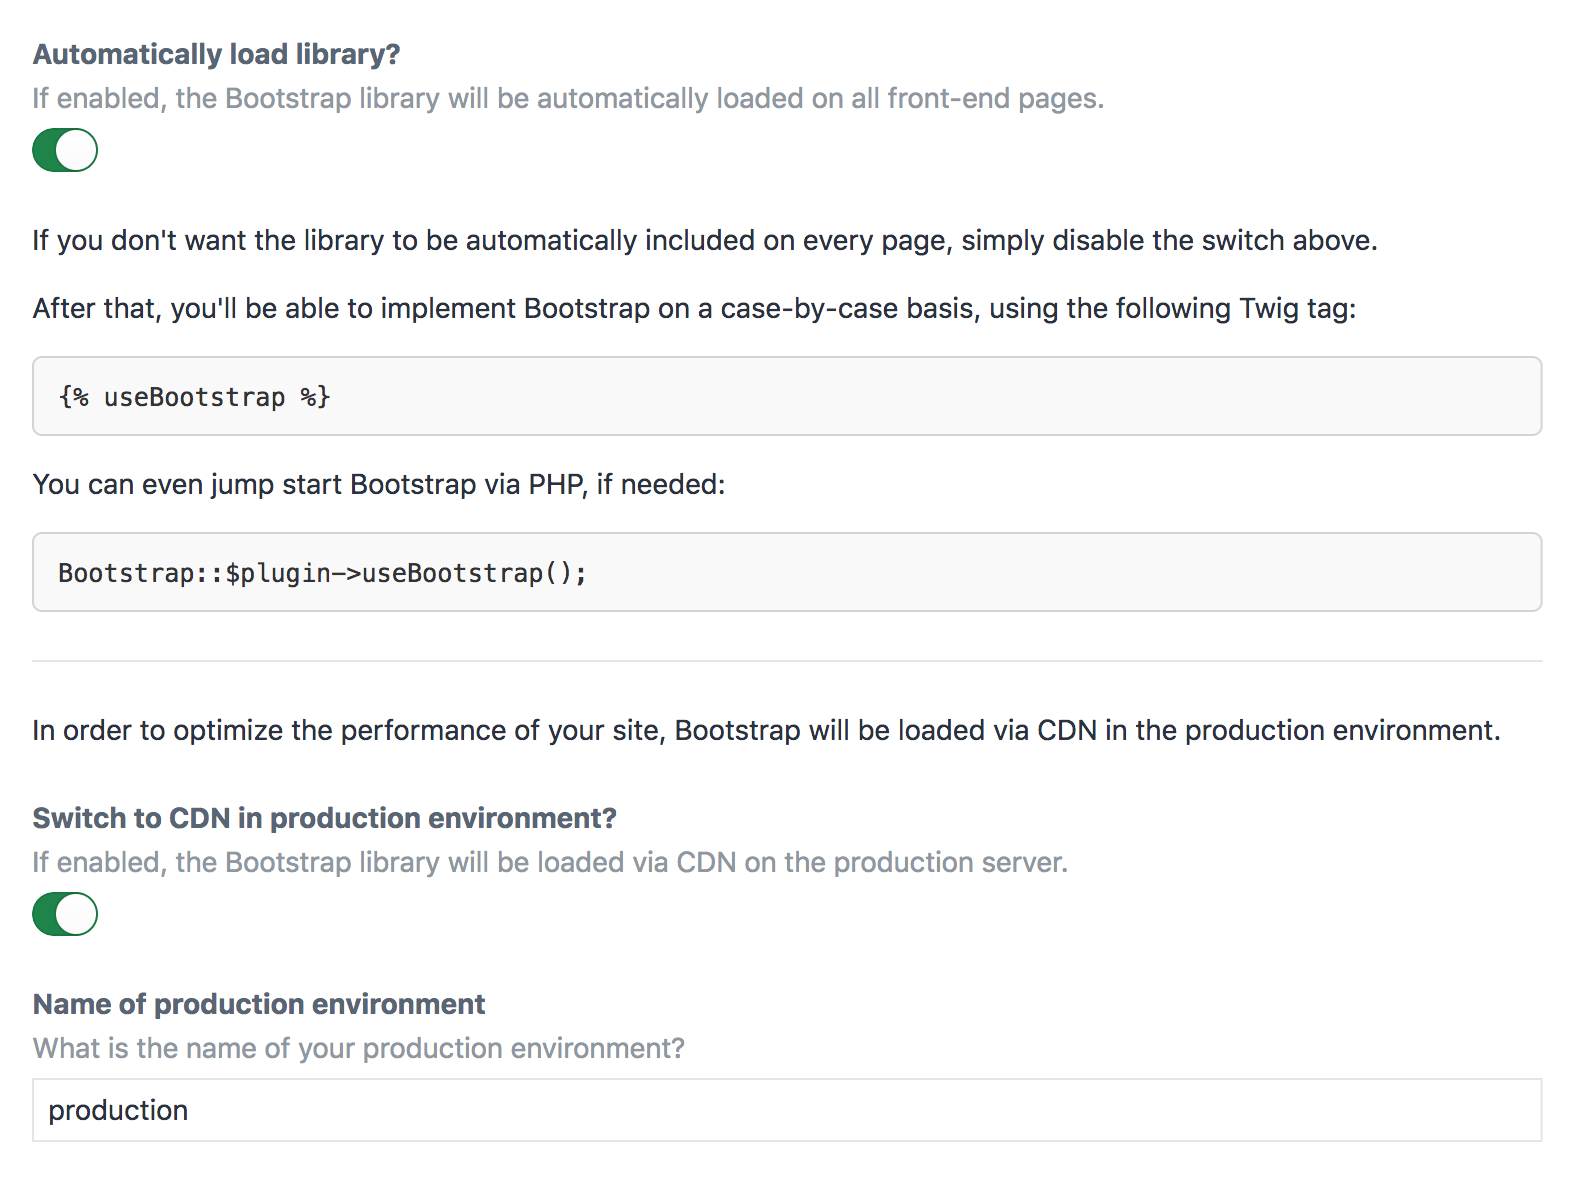 Automatically load library?
If enabled, the Bootstrap library will be automatically loaded on all front-end pages.
If you don't want the library to be automatically included on every page, simply disable the switch above.
After that, you'll be able to implement Bootstrap on a case-by-case basis, using the following Twig tag:
{% useBootstrap %}
You can even jump start Bootstrap via PHP, if needed:
Bootstrap::$plugin->useBootstrap();
In order to optimize the performance of your site, Bootstrap will be loaded via CDN in the production environment.
Switch to CDN in production environment?
If enabled, the Bootstrap library will be loaded via CDN on the production server.
Name of production environment
What is the name of your production environment?
production